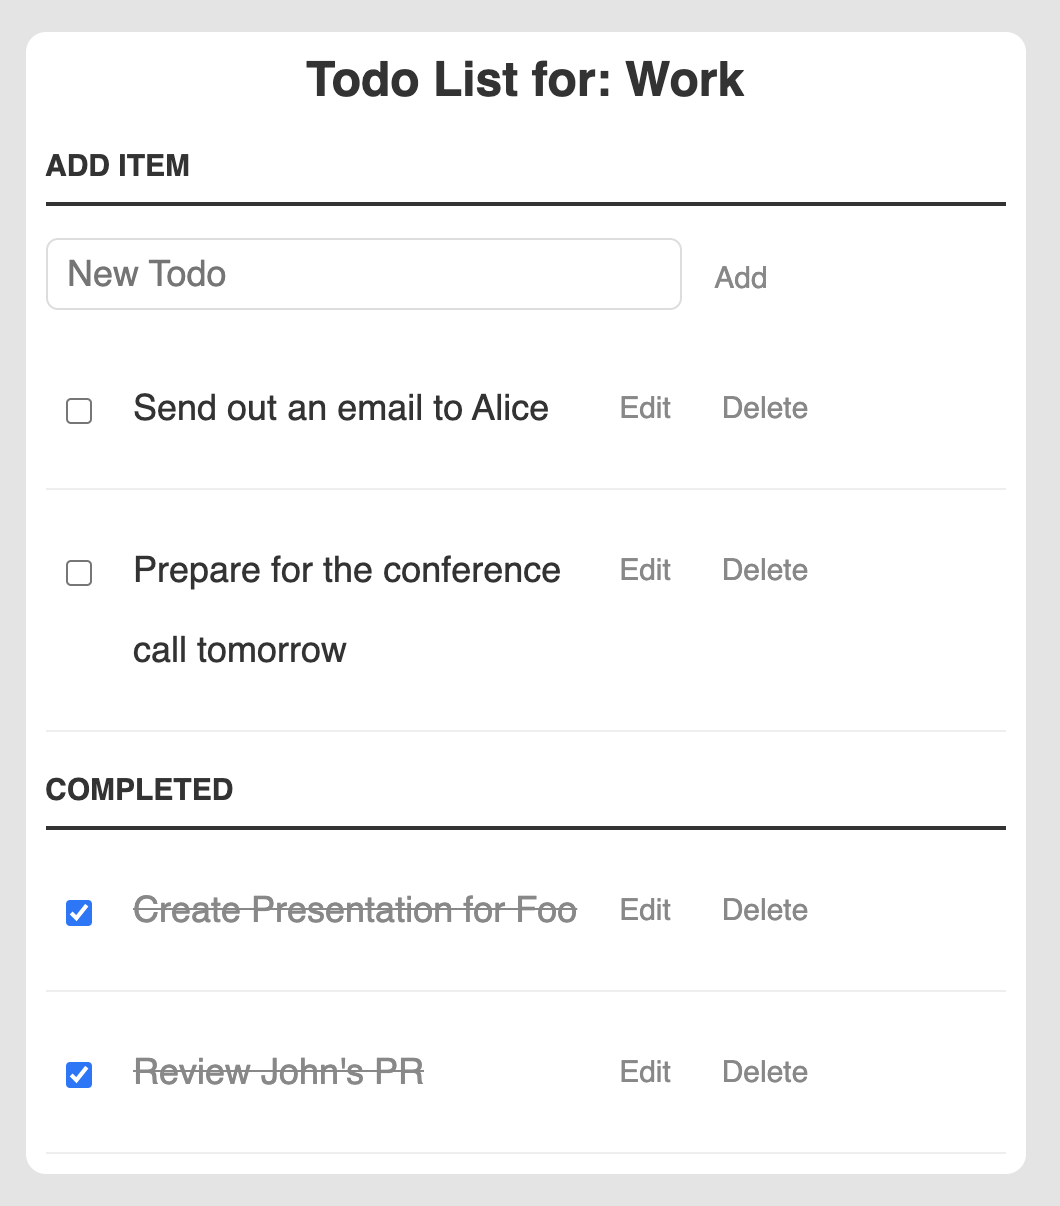 Todo List for: Work
ADD ITEM
New Todo Add
Send out an email to Alice Edit Delete
Prepare for the conference Edit Delete
call tomorrow
COMPLETED
Create Presentation for Foo Edit Delete
Review John's PR Edit Delete